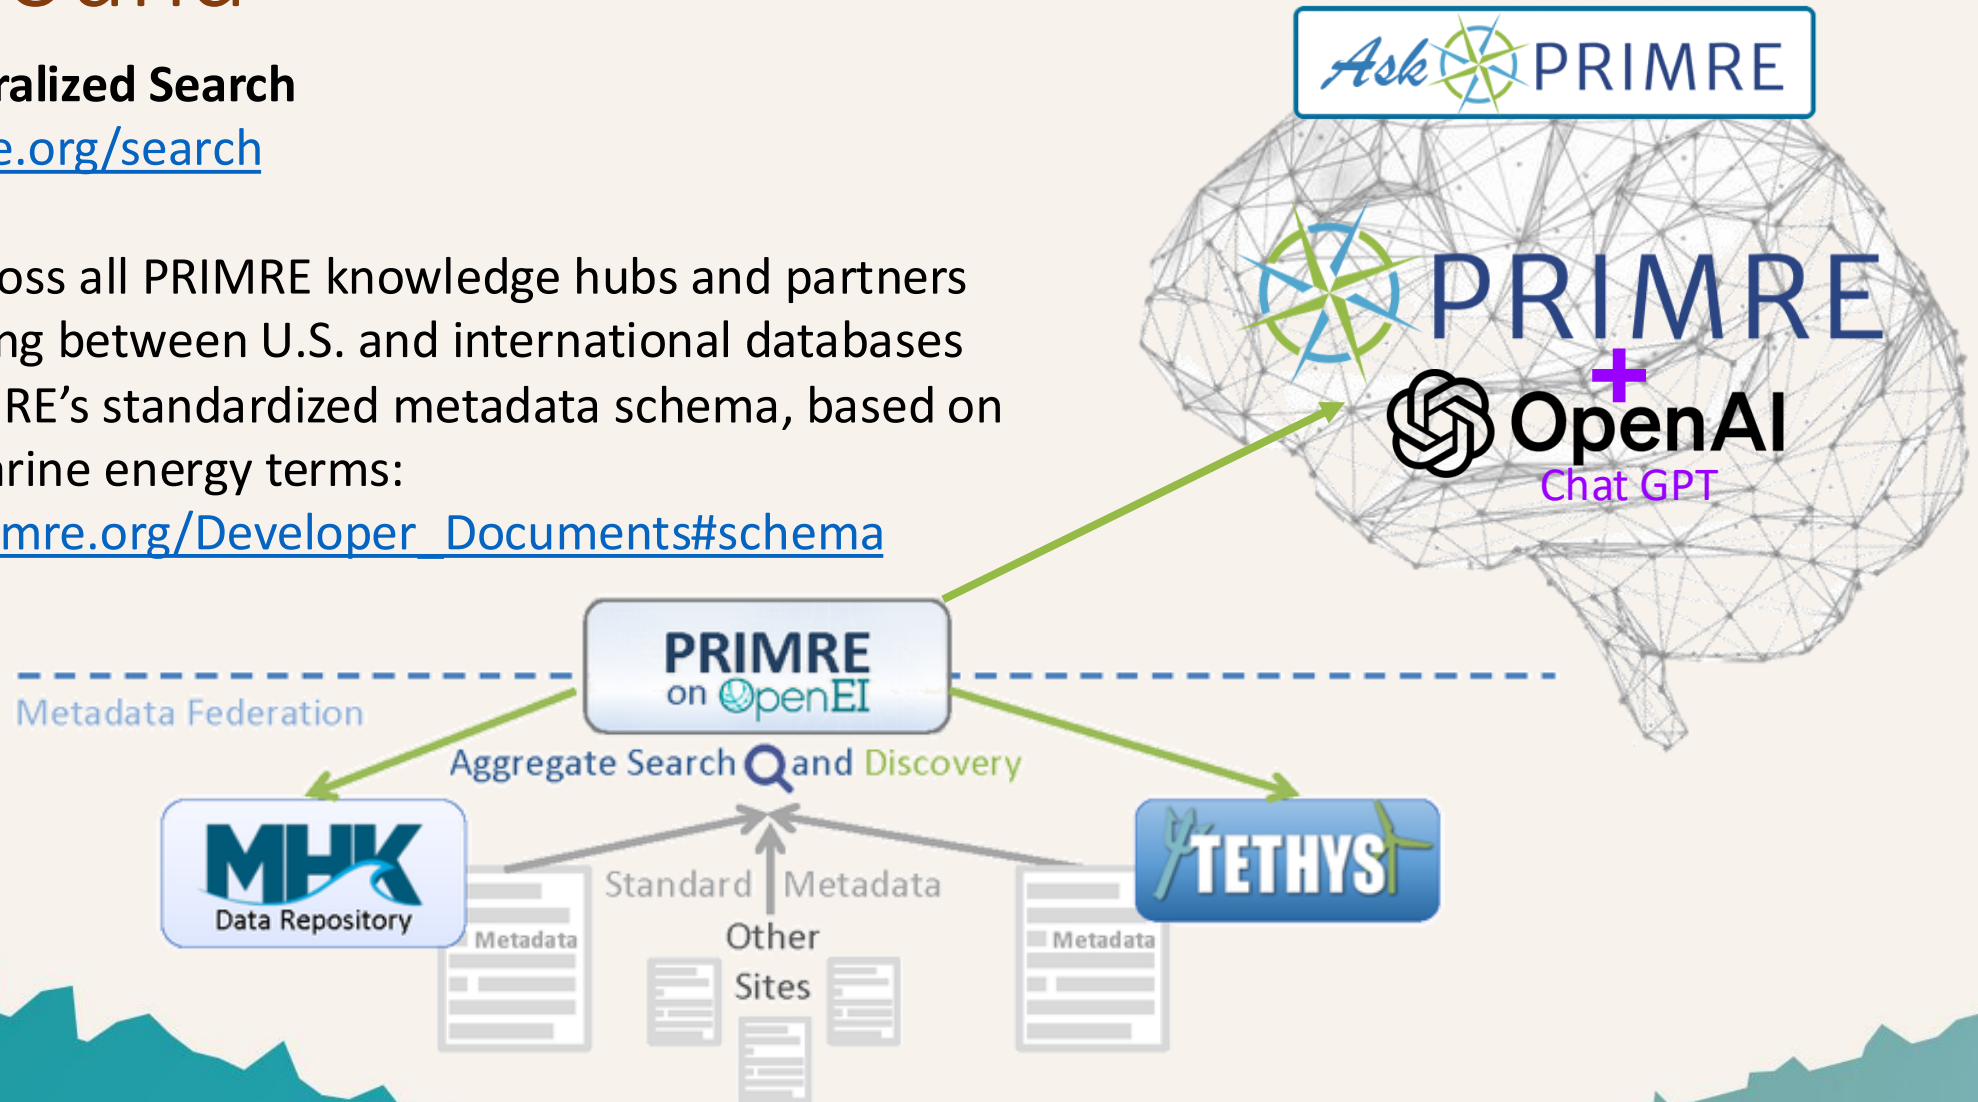 ralized Search
e.org/search
oss all PRIMRE knowledge hubs and partners
ng between U.S. and international databases
RE’s standardized metadata schema, based on
arine energy terms:
mre.org/Developer_Documents#schema
Ask PRIMRE
PRIMRE
+
OpenAI
Chat GPT
PRIMRE
on OpenEI
Metadata Federation
Aggregate Search and Discovery
MHK
Data Repository
TETHYS
Standard Metadata
Metadata
Metadata
Other
Sites